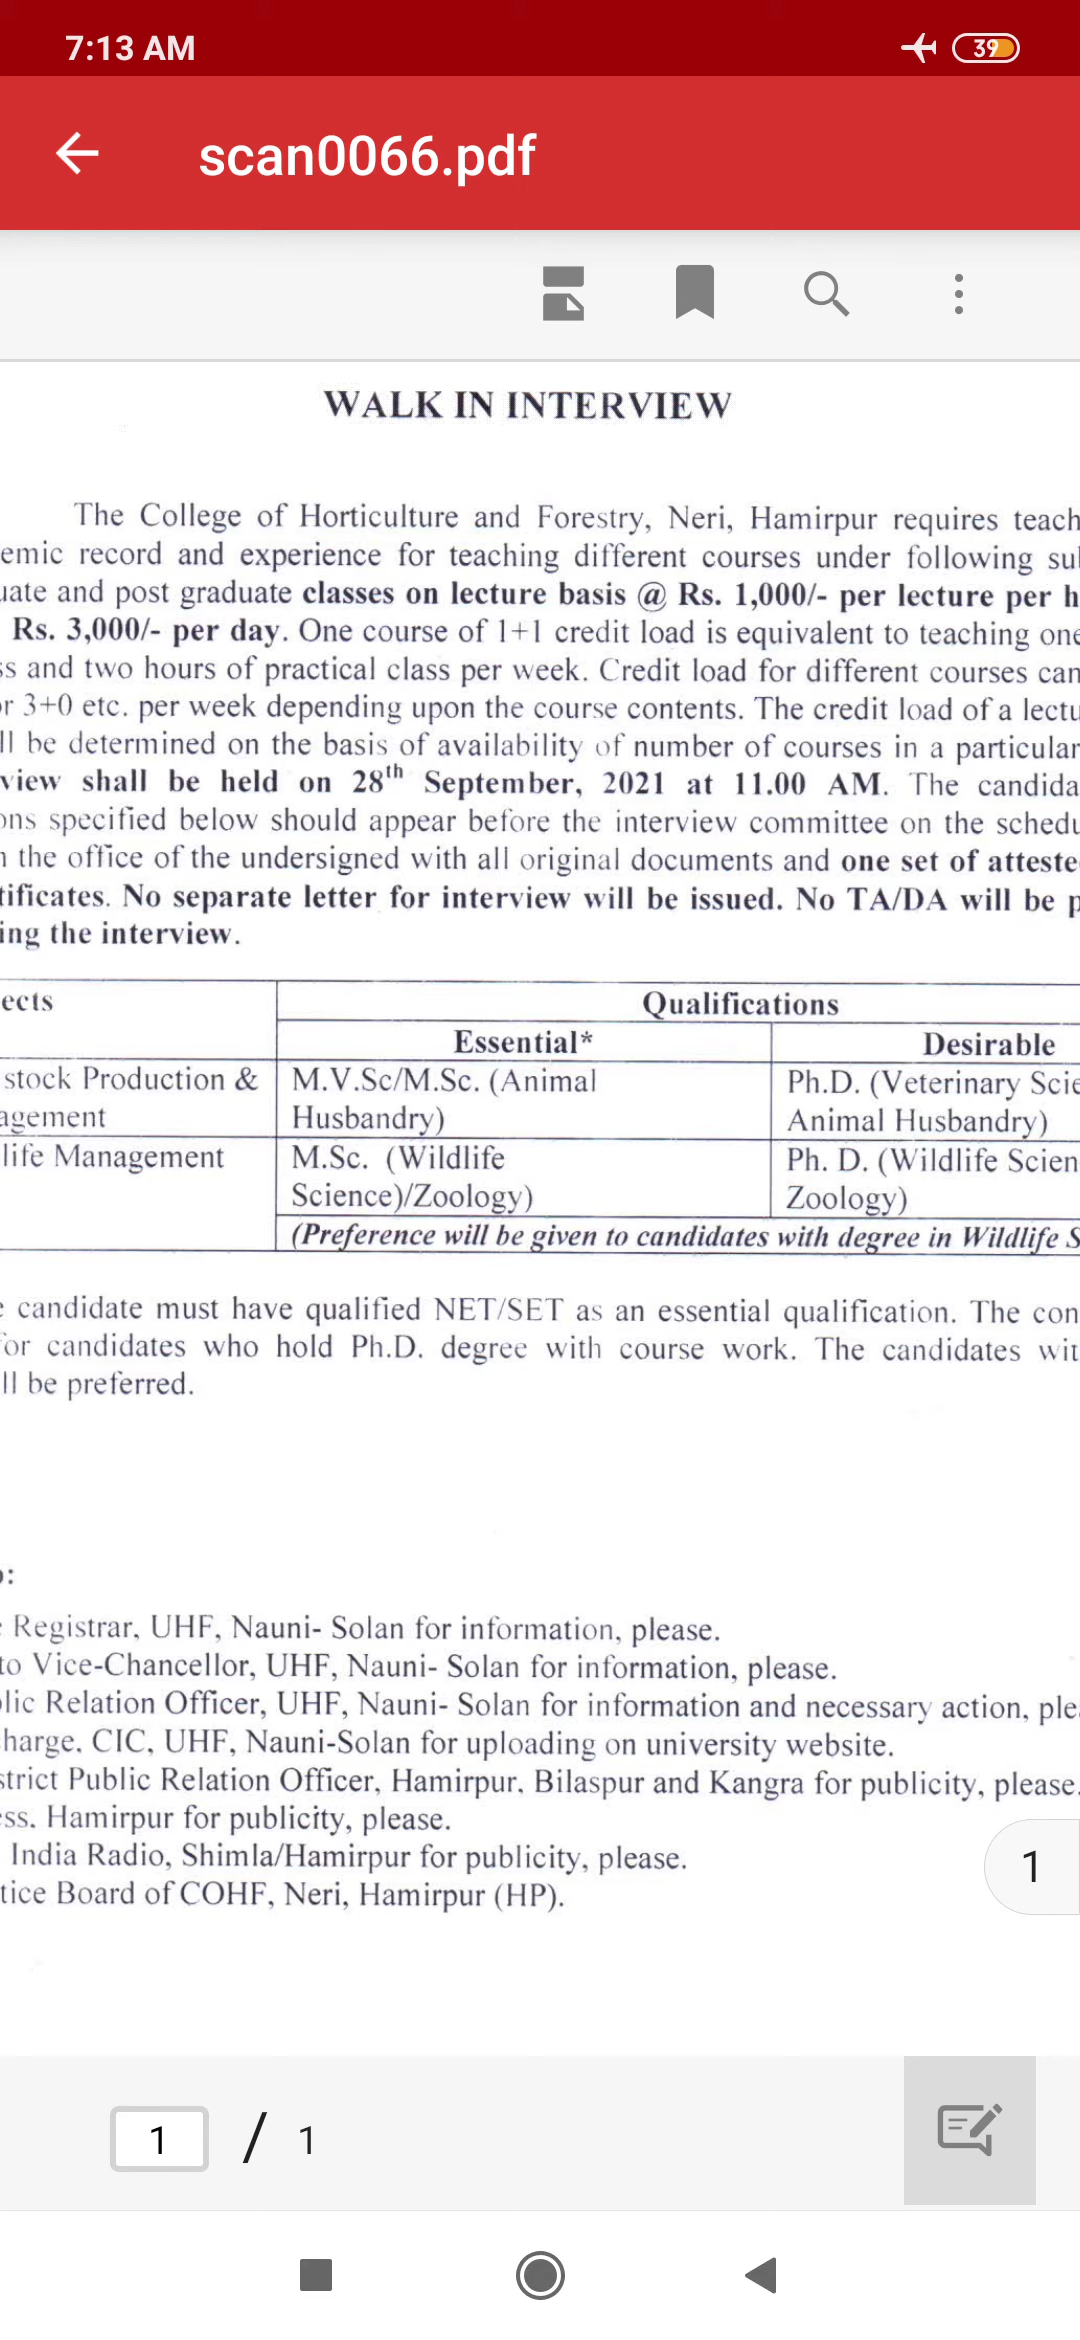 7:13 AM
39
scan0066.pdf
WALK IN INTERVIEW
The College of Horticulture and Forestry, Neri, Hamirpur requires teach
emic record and experience for teaching different courses under following su
uate and post graduate classes on lecture basis @ Rs. 1,000/- per lecture per h
Rs. 3,000/- per day. One course of 1+1 credit load is equivalent to teaching one
ss and two hours of practical class per week. Credit load for different courses can
or 3+0 etc. per week depending upon the course contents. The credit load of a lectu
ll be determined on the basis of availability of number of courses in a particular
view shall be held on 28th September, 2021 at 11.00 AM. The candida
ons specified below should appear before the interview committee on the schedu
n the office of the undersigned with all original documents and one set of atteste
tificates. No separate letter for interview will be issued. No TA/DA will be p
ing the interview.
ects
Qualifications
Essential*
Desirable
stock Production &
agement
M.V.Sc/M.Sc. (Animal
Husbandry)
Ph.D. (Veterinary Scie
Animal Husbandry)
life Management
M.Sc. (Wildlife
Science)/Zoology)
Ph. D. (Wildlife Scien
Zoology)
(Preference will be given to candidates with degree in Wildlife S
e candidate must have qualified NET/SET as an essential qualification. The con
for candidates who hold Ph.D. degree with course work. The candidates wit
ll be preferred.
o:
e Registrar, UHF, Nauni- Solan for information, please.
to Vice-Chancellor, UHF, Nauni- Solan for information, please.
lic Relation Officer, UHF, Nauni- Solan for information and necessary action, ple
harge, CIC, UHF, Nauni-Solan for uploading on university website.
strict Public Relation Officer, Hamirpur, Bilaspur and Kangra for publicity, please.
ess, Hamirpur for publicity, please.
India Radio, Shimla/Hamirpur for publicity, please.
tice Board of COHF, Neri, Hamirpur (HP).
1
1 / 1